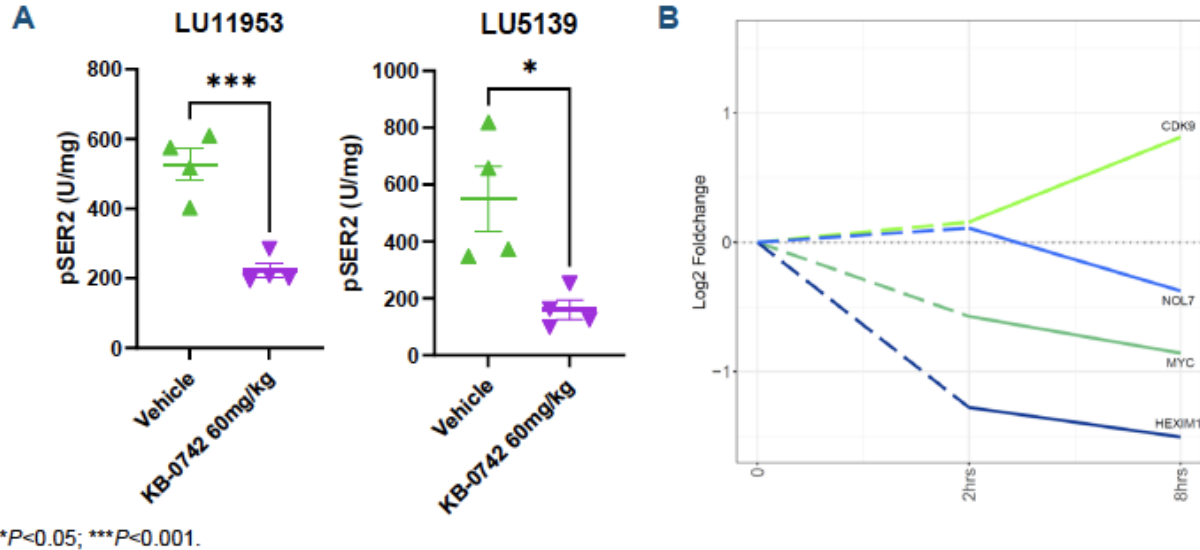 A
LU11953
LU5139
B
***
*
800
600
400
200
0
pSER2 (U/mg)
Vehicle
KB-0742 60mg/kg
1000
800
600
400
200
0
pSER2 (U/mg)
Vehicle
KB-0742 60mg/kg
1
0
−1
Log2 Foldchange
CDK9
NOL7
MYC
HEXIM1
0
2hrs
8hrs
*P<0.05; ***P<0.001.